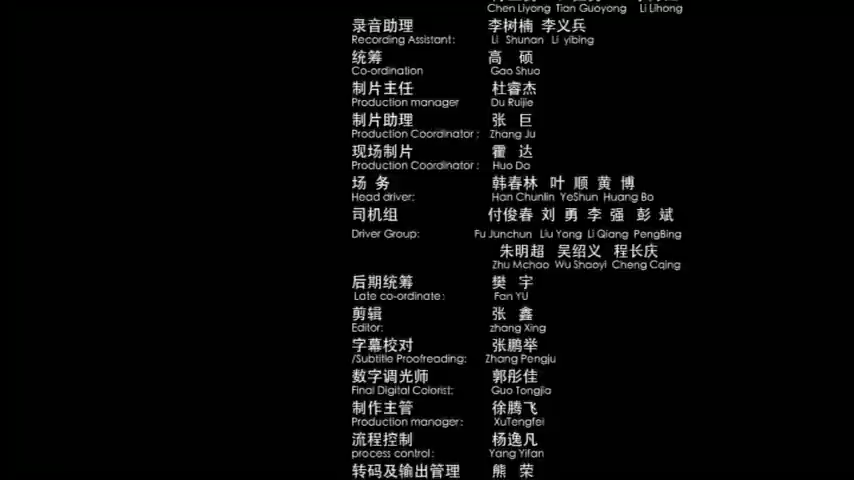 Chen Liyong Tian Guoyong Li Lihong
录音助理 李树楠 李义兵
Recording Assistant: Li Shunan Li yibing
统筹 高 硕
Co-ordination Gao Shuo
制片主任 杜睿杰
Production manager Du Ruijie
制片助理 张 巨
Production Coordinator: Zhang Ju
现场制片 霍 达
Production Coordinator: Huo Da
场 务 韩春林 叶 顺 黄 博
Head driver: Han Chunlin YeShun Huang Bo
司机组 付俊春 刘 勇 李 强 彭 斌
Driver Group: Fu Junchun Liu Yong Li Qiang PengBing
朱明超 吴绍义 程长庆
Zhu Mchao Wu Shaoyi Cheng Cqing
后期统筹 樊 宇
Late co-ordinate: Fan YU
剪辑 张 鑫
Editor: zhang Xing
字幕校对 张鹏举
/Subtitle Proofreading: Zhang Pengju
数字调光师 郭彤佳
Final Digital Colorist: Guo Tongjia
制作主管 徐腾飞
Production manager: XuTengfei
流程控制 杨逸凡
process control: Yang Yifan
转码及输出管理 熊 荣